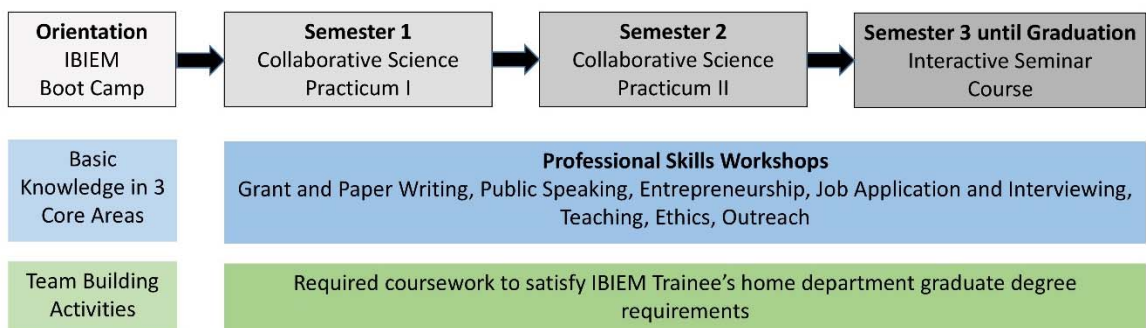 Orientation
IBIEM
Boot Camp
Semester 1
Collaborative Science
Practicum I
Semester 2
Collaborative Science
Practicum II
Semester 3 until Graduation
Interactive Seminar
Course
Basic
Knowledge in 3
Core Areas
Professional Skills Workshops
Grant and Paper Writing, Public Speaking, Entrepreneurship, Job Application and Interviewing,
Teaching, Ethics, Outreach
Team Building
Activities
Required coursework to satisfy IBIEM Trainee's home department graduate degree
requirements